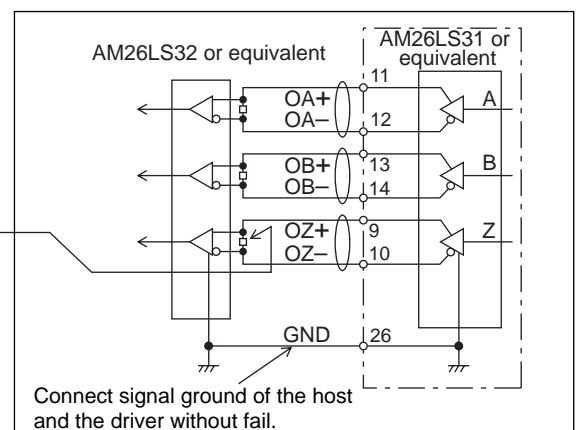 AM26LS32 or equivalent
AM26LS31 or
equivalent
11
OA+
OA−
12
A
13
OB+
OB−
14
B
9
OZ+
OZ−
10
Z
GND
26
Connect signal ground of the host
and the driver without fail.